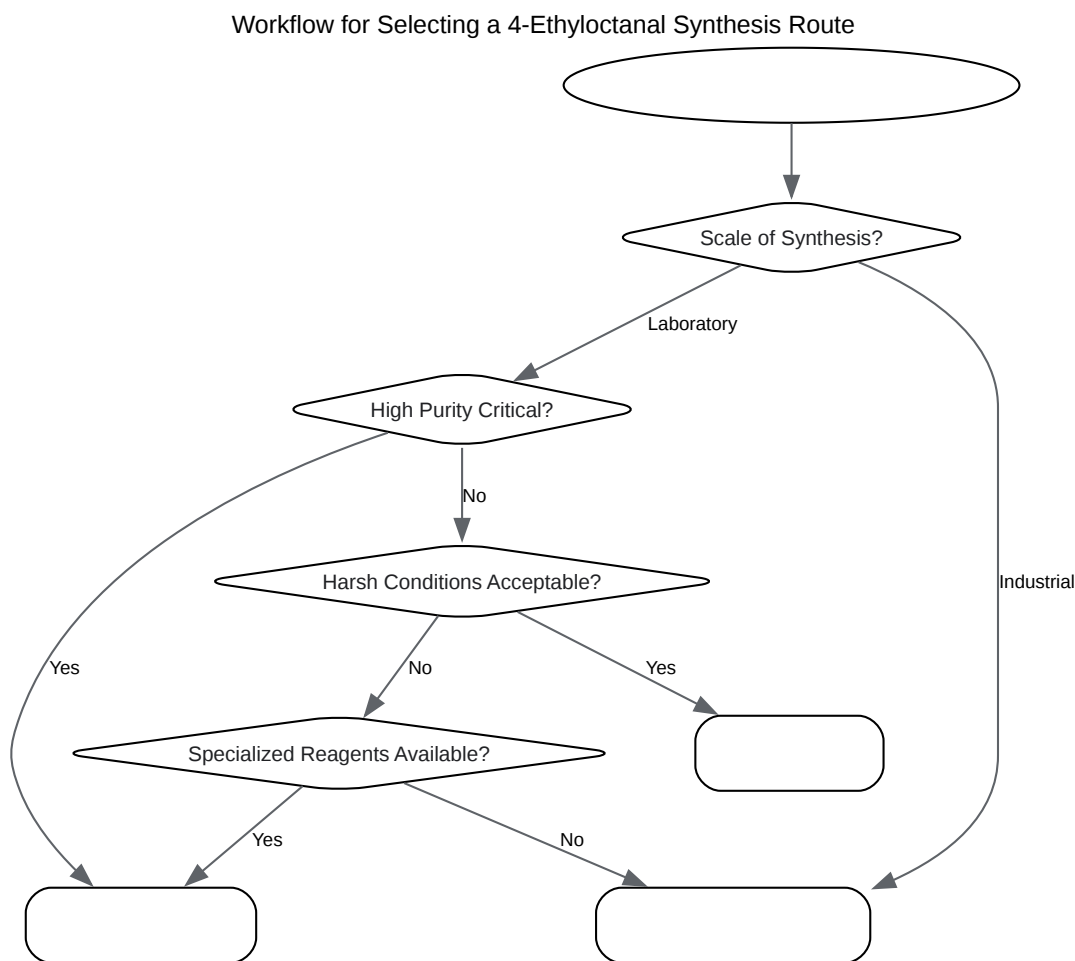 Workflow for Selecting a 4-Ethyloctanal Synthesis Route
Scale of Synthesis?
Laboratory
High Purity Critical?
No
Harsh Conditions Acceptable?
Industrial
Yes
No
Yes
Specialized Reagents Available?
Yes
No